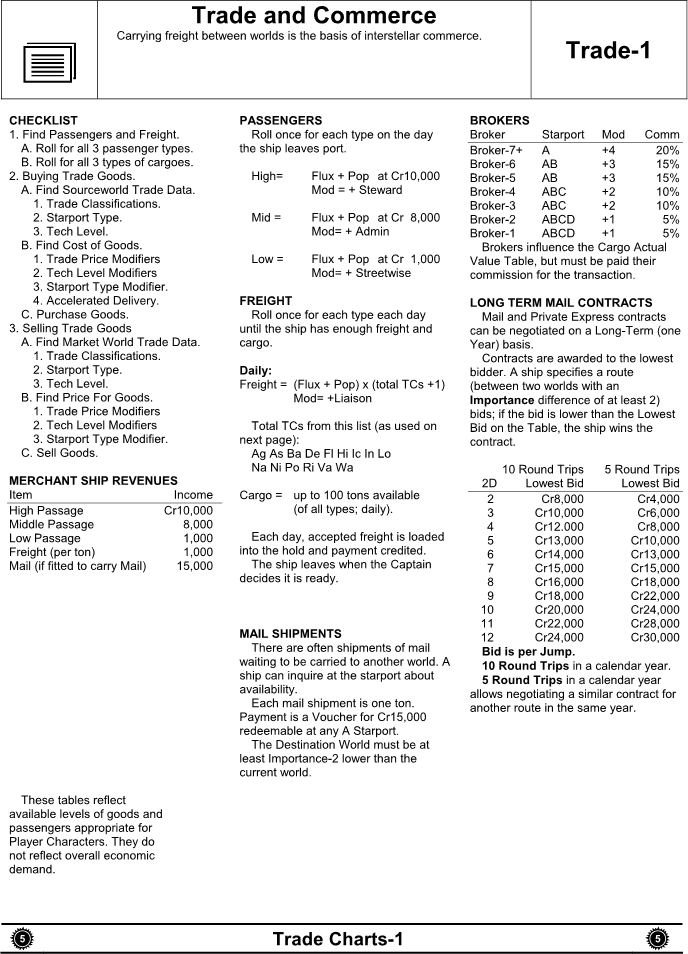 Trade and Commerce
Carrying freight between worlds is the basis of interstellar commerce.
Trade-1
CHECKLIST
1. Find Passengers and Freight.
A. Roll for all 3 passenger types.
B. Roll for all 3 types of cargoes.
2. Buying Trade Goods.
A. Find Sourceworld Trade Data.
1. Trade Classifications.
2. Starport Type.
3. Tech Level.
B. Find Cost of Goods.
1. Trade Price Modifiers
2. Tech Level Modifiers
3. Starport Type Modifier.
4. Accelerated Delivery.
C. Purchase Goods.
3. Selling Trade Goods
A. Find Market World Trade Data.
1. Trade Classifications.
2. Starport Type.
3. Tech Level.
B. Find Price For Goods.
1. Trade Price Modifiers
2. Tech Level Modifiers
3. Starport Type Modifier.
C. Sell Goods.
MERCHANT SHIP REVENUES
Item Income
High Passage Cr10,000
Middle Passage 8,000
Low Passage 1,000
Freight (per ton) 1,000
Mail (if fitted to carry Mail) 15,000
These tables reflect
available levels of goods and
passengers appropriate for
Player Characters. They do
not reflect overall economic
demand.
PASSENGERS
Roll once for each type on the day
the ship leaves port.
High= Flux + Pop at Cr10,000
Mod = + Steward
Mid = Flux + Pop at Cr 8,000
Mod= + Admin
Low = Flux + Pop at Cr 1,000
Mod= + Streetwise
FREIGHT
Roll once for each type each day
until the ship has enough freight and
cargo.
Daily:
Freight = (Flux + Pop) x (total TCs +1)
Mod= +Liaison
Total TCs from this list (as used on
next page):
Ag As Ba De Fl Hi Ic In Lo
Na Ni Po Ri Va Wa
Cargo = up to 100 tons available
(of all types; daily).
Each day, accepted freight is loaded
into the hold and payment credited.
The ship leaves when the Captain
decides it is ready.
MAIL SHIPMENTS
There are often shipments of mail
waiting to be carried to another world. A
ship can inquire at the starport about
availability.
Each mail shipment is one ton.
Payment is a Voucher for Cr15,000
redeemable at any A Starport.
The Destination World must be at
least Importance-2 lower than the
current world.
BROKERS
Broker Starport Mod Comm
Broker-7+ A +4 20%
Broker-6 AB +3 15%
Broker-5 AB +3 15%
Broker-4 ABC +2 10%
Broker-3 ABC +2 10%
Broker-2 ABCD +1 5%
Broker-1 ABCD +1 5%
Brokers influence the Cargo Actual
Value Table, but must be paid their
commission for the transaction.
LONG TERM MAIL CONTRACTS
Mail and Private Express contracts
can be negotiated on a Long-Term (one
Year) basis.
Contracts are awarded to the lowest
bidder. A ship specifies a route
(between two worlds with an
Importance difference of at least 2)
bids; if the bid is lower than the Lowest
Bid on the Table, the ship wins the
contract.
10 Round Trips 5 Round Trips
2D Lowest Bid Lowest Bid
2 Cr8,000 Cr4,000
3 Cr10,000 Cr6,000
4 Cr12.000 Cr8,000
5 Cr13,000 Cr10,000
6 Cr14,000 Cr13,000
7 Cr15,000 Cr15,000
8 Cr16,000 Cr18,000
9 Cr18,000 Cr22,000
10 Cr20,000 Cr24,000
11 Cr22,000 Cr28,000
12 Cr24,000 Cr30,000
Bid is per Jump.
10 Round Trips in a calendar year.
5 Round Trips in a calendar year
allows negotiating a similar contract for
another route in the same year.
5 Trade Charts-1 5